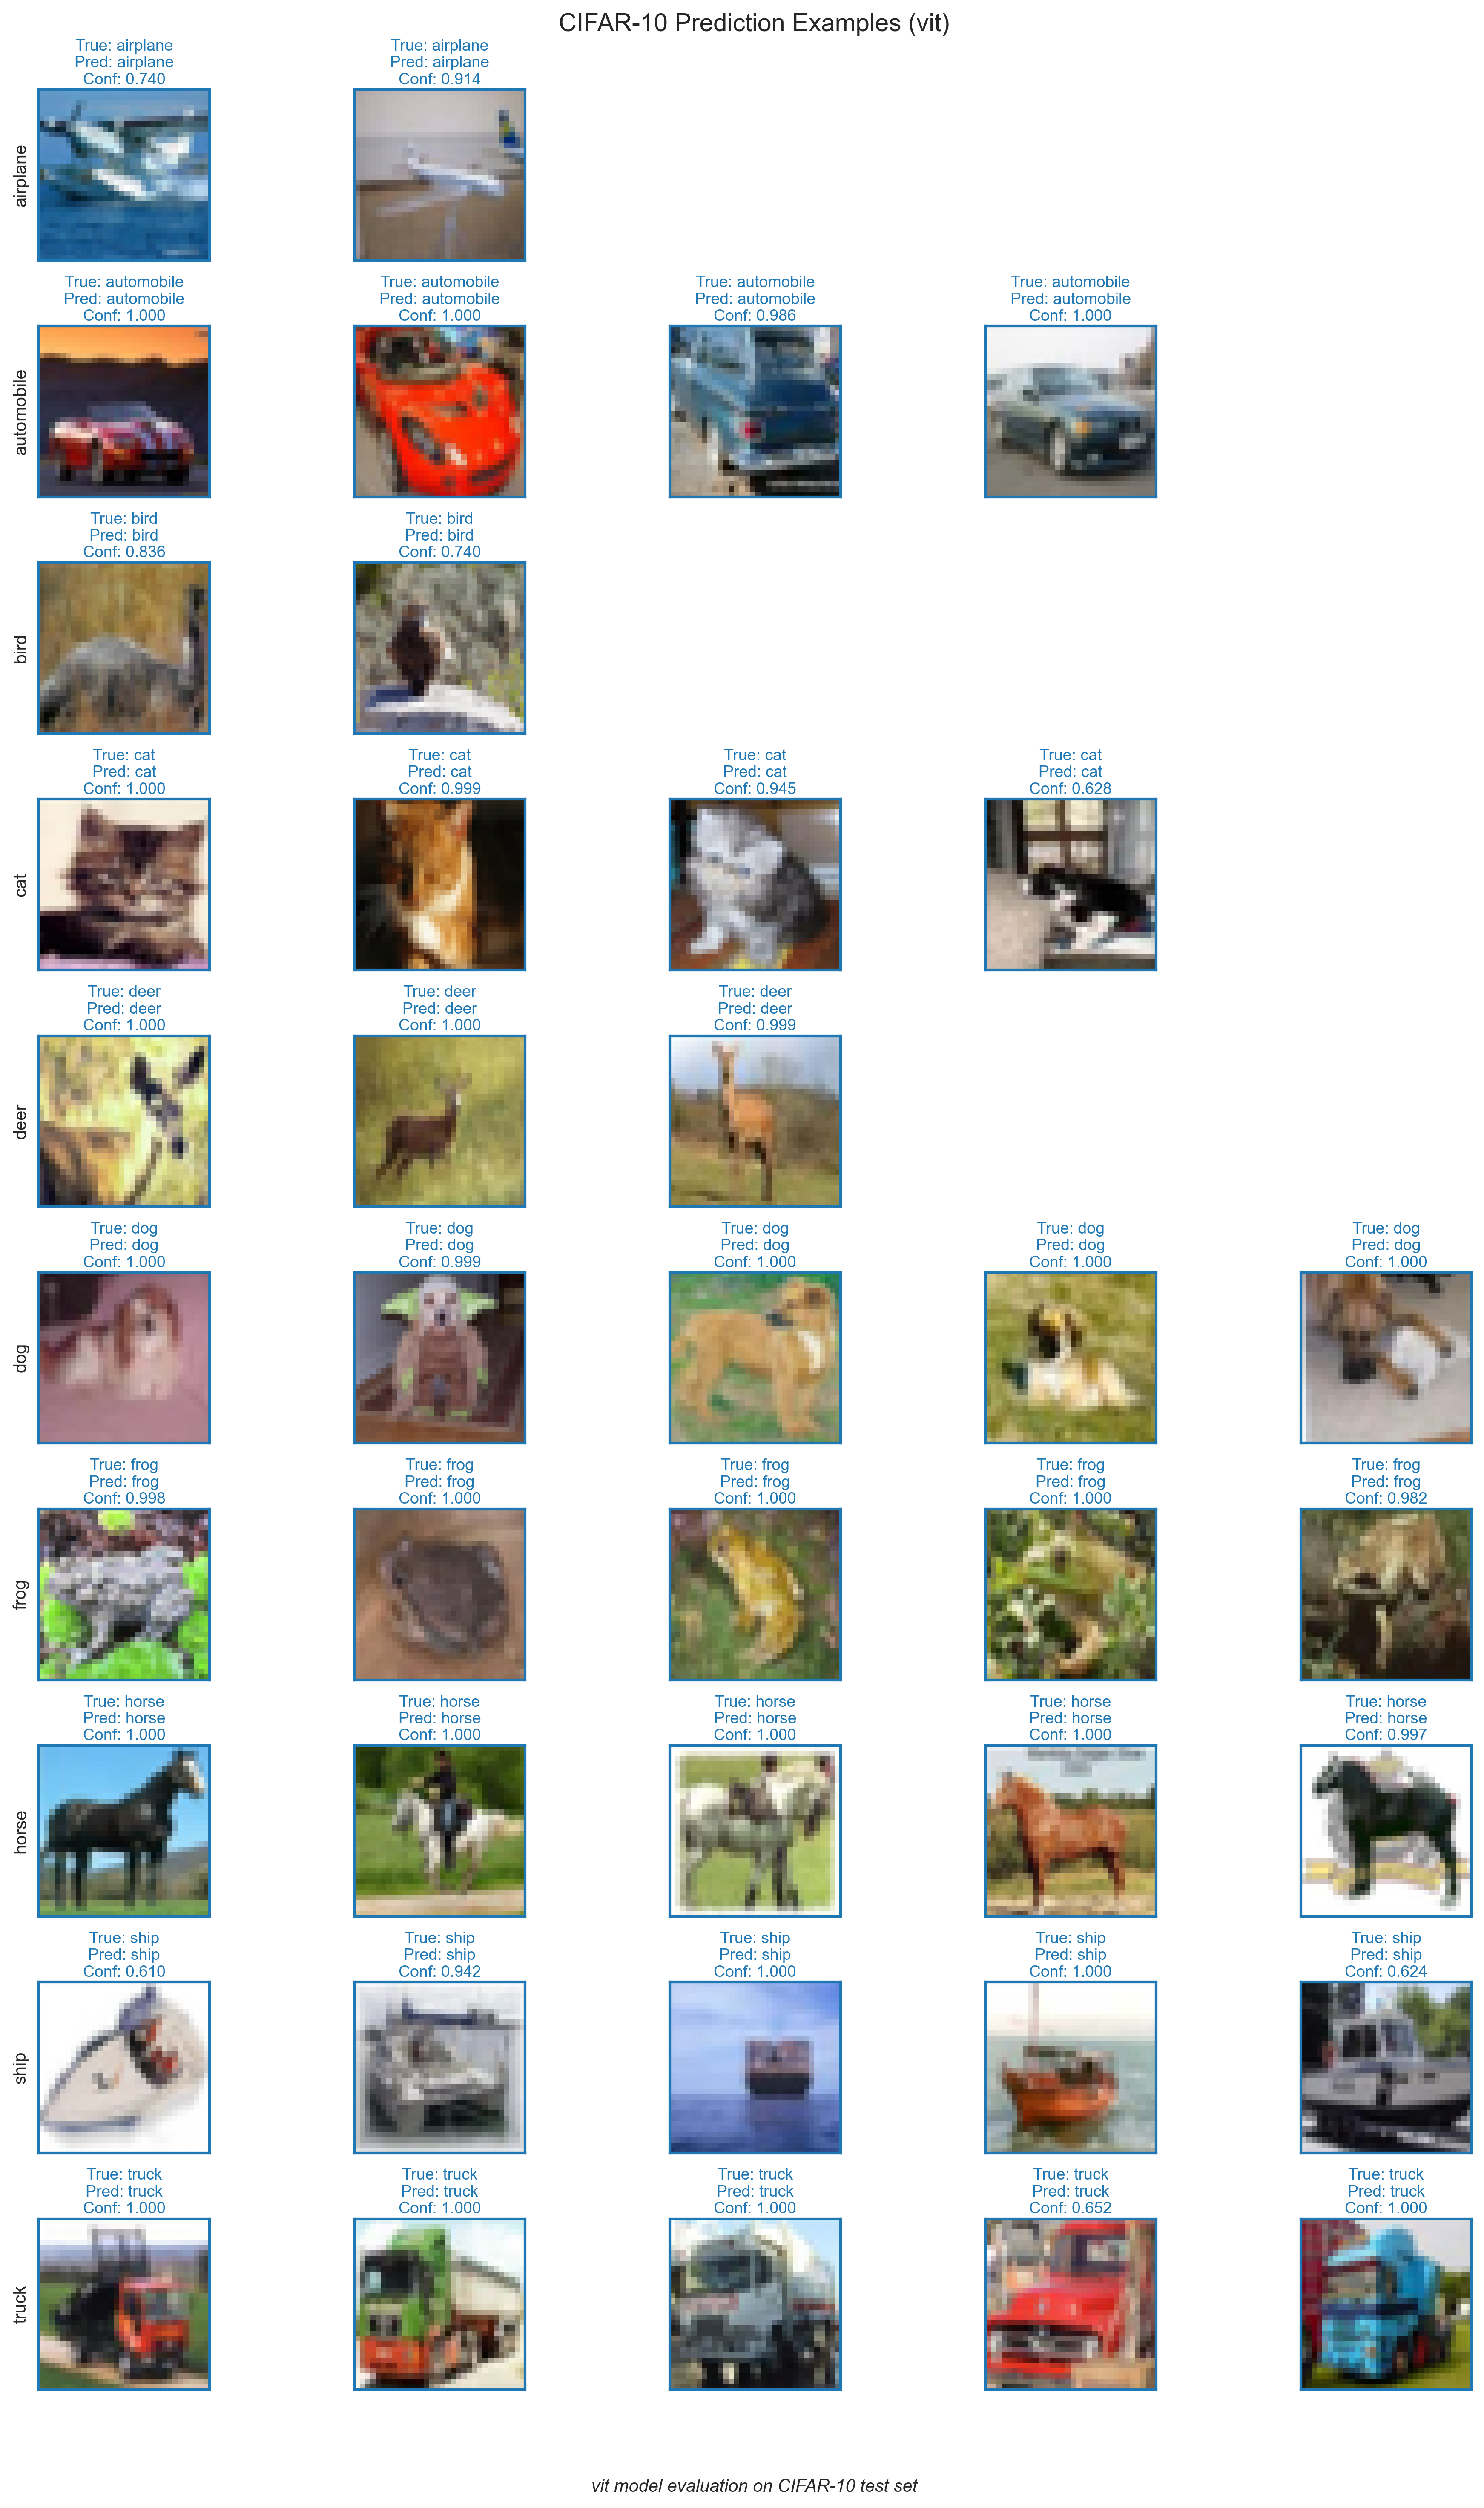 CIFAR-10 Prediction Examples (vit)
True: airplane
Pred: airplane
Conf: 0.740
True: airplane
Pred: airplane
Conf: 0.914
airplane
True: automobile
Pred: automobile
Conf: 1.000
True: automobile
Pred: automobile
Conf: 1.000
True: automobile
Pred: automobile
Conf: 0.986
True: automobile
Pred: automobile
Conf: 1.000
automobile
True: bird
Pred: bird
Conf: 0.836
True: bird
Pred: bird
Conf: 0.740
bird
True: cat
Pred: cat
Conf: 1.000
True: cat
Pred: cat
Conf: 0.999
True: cat
Pred: cat
Conf: 0.945
True: cat
Pred: cat
Conf: 0.628
cat
True: deer
Pred: deer
Conf: 1.000
True: deer
Pred: deer
Conf: 1.000
True: deer
Pred: deer
Conf: 0.999
deer
True: dog
Pred: dog
Conf: 1.000
True: dog
Pred: dog
Conf: 0.999
True: dog
Pred: dog
Conf: 1.000
True: dog
Pred: dog
Conf: 1.000
True: dog
Pred: dog
Conf: 1.000
dog
True: frog
Pred: frog
Conf: 0.998
True: frog
Pred: frog
Conf: 1.000
True: frog
Pred: frog
Conf: 1.000
True: frog
Pred: frog
Conf: 1.000
True: frog
Pred: frog
Conf: 0.982
frog
True: horse
Pred: horse
Conf: 1.000
True: horse
Pred: horse
Conf: 1.000
True: horse
Pred: horse
Conf: 1.000
True: horse
Pred: horse
Conf: 1.000
True: horse
Pred: horse
Conf: 0.997
horse
True: ship
Pred: ship
Conf: 0.610
True: ship
Pred: ship
Conf: 0.942
True: ship
Pred: ship
Conf: 1.000
True: ship
Pred: ship
Conf: 1.000
True: ship
Pred: ship
Conf: 0.624
ship
True: truck
Pred: truck
Conf: 1.000
True: truck
Pred: truck
Conf: 1.000
True: truck
Pred: truck
Conf: 1.000
True: truck
Pred: truck
Conf: 0.652
True: truck
Pred: truck
Conf: 1.000
truck
vit model evaluation on CIFAR-10 test set